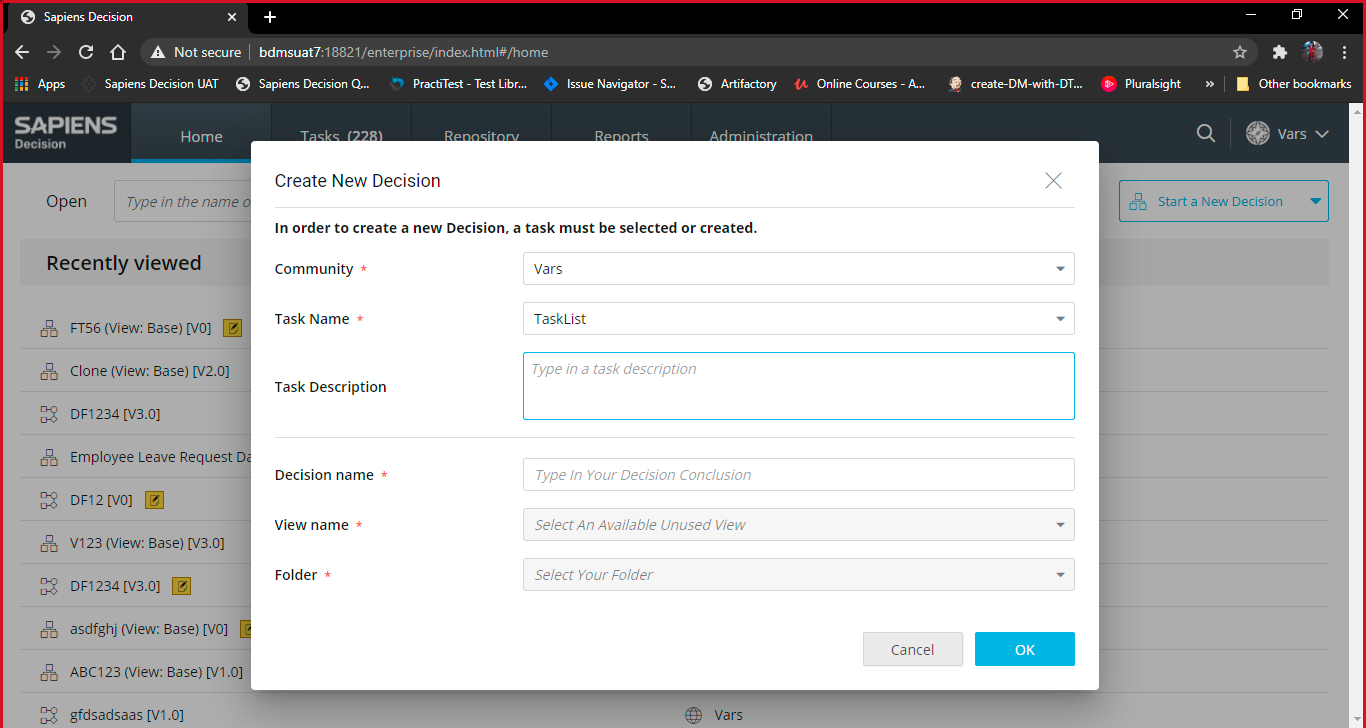 Sapiens Decision
Not secure bdmsuat7:18821/enterprise/index.html#/home
Apps Sapiens Decision UAT Sapiens Decision Q... PractiTest - Test Libr... Issue Navigator - S... Artifactory Online Courses - A... create-DM-with-DT... Pluralsight » Other bookmarks
SAPIENS
Decision
Home Tasks (228) Repository Reports Administration Vars
Open Type in the name o Start a New Decision
Recently viewed
FT56 (View: Base) [V0]
Clone (View: Base) [V2.0]
DF1234 [V3.0]
Employee Leave Request Da
DF12 [V0]
V123 (View: Base) [V3.0]
DF1234 [V3.0]
asdfghj (View: Base) [V0]
ABC123 (View: Base) [V1.0]
gfdsadsaas [V1.0] Vars
Create New Decision
In order to create a new Decision, a task must be selected or created.
Community * Vars
Task Name * TaskList
Task Description Type in a task description
Decision name * Type In Your Decision Conclusion
View name * Select An Available Unused View
Folder * Select Your Folder
Cancel OK